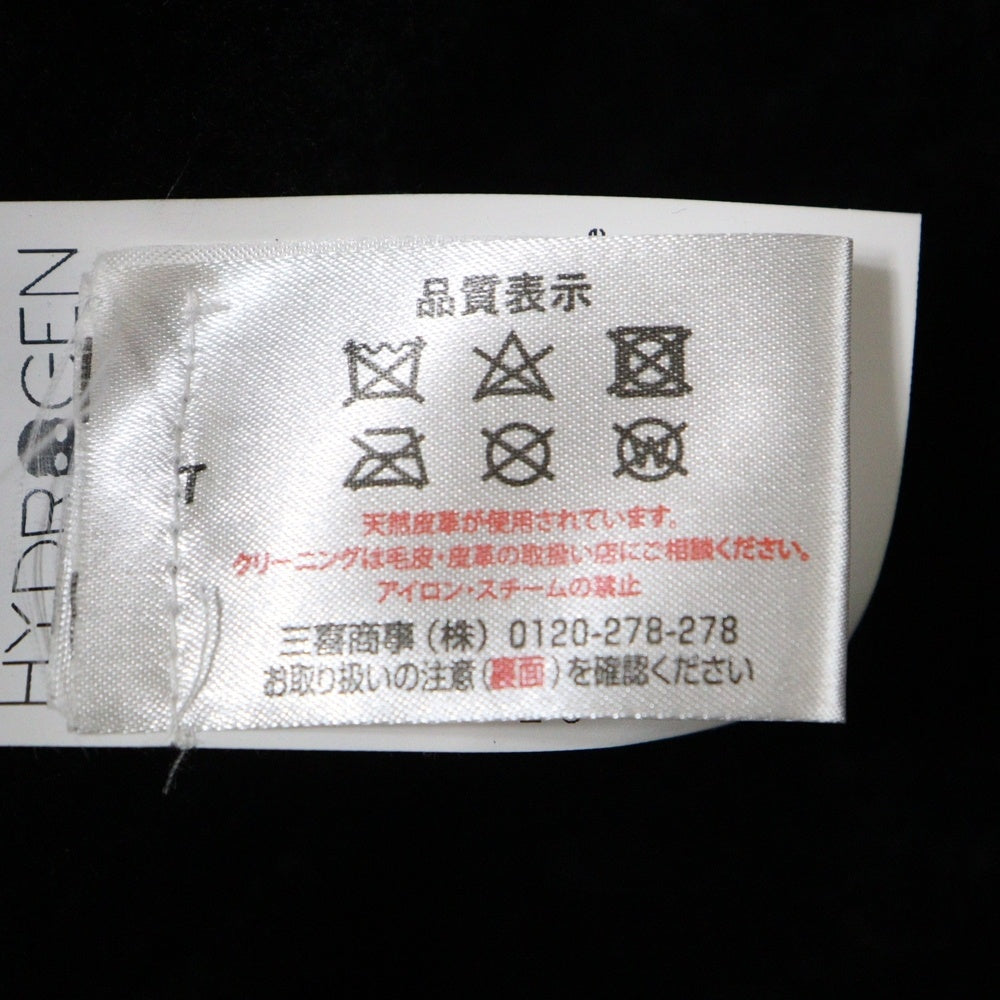 HYDROGEN
品質表示
W
天然皮革が使用されています。
クリーニングは毛皮・皮革の取扱い店にご相談ください。
アイロン・スチームの禁止
三喜商事(株) 0120-278-278
お取り扱いの注意(裏面)を確認ください